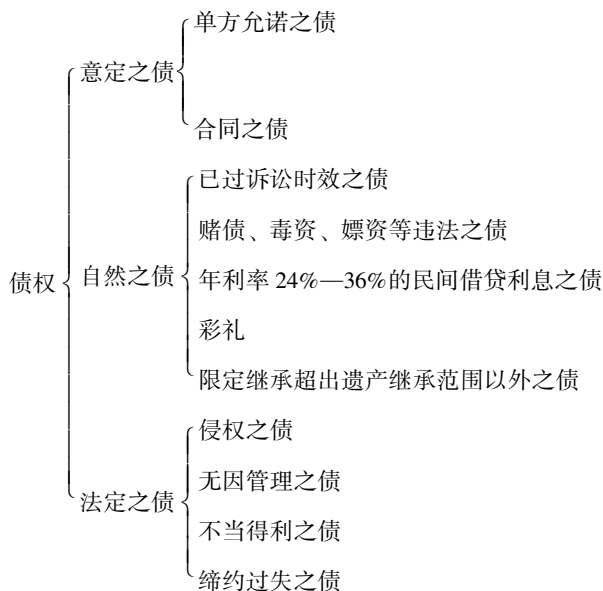 债权
意定之债
单方允诺之债
合同之债
自然之债
已过诉讼时效之债
赌债、毒资、嫖资等违法之债
年利率 24%—36%的民间借贷利息之债
彩礼
限定继承超出遗产继承范围以外之债
法定之债
侵权之债
无因管理之债
不当得利之债
缔约过失之债